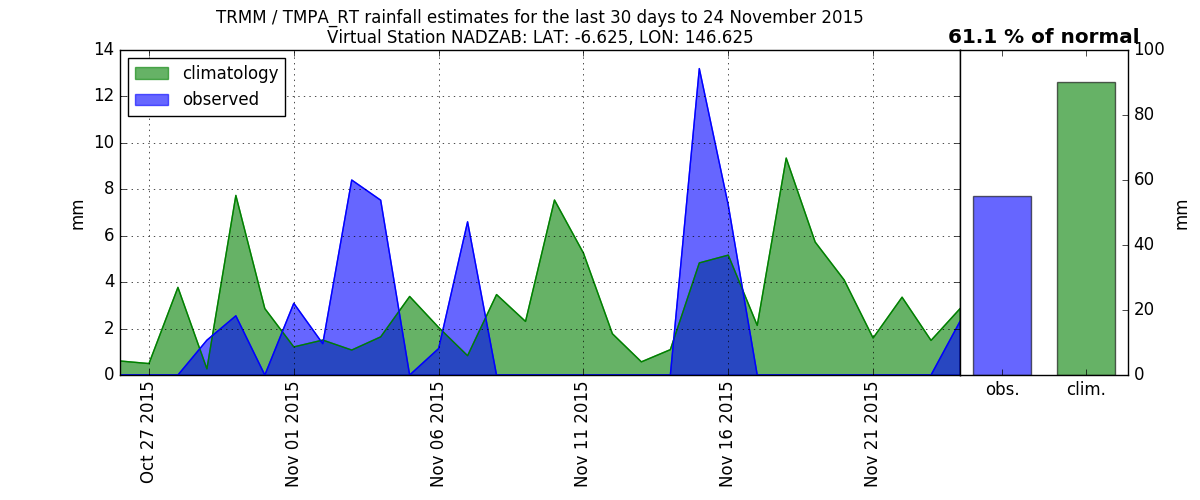 TRMM / TMPA_RT rainfall estimates for the last 30 days to 24 November 2015
Virtual Station NADZAB: LAT: -6.625, LON: 146.625
61.1 % of normal
climatology
observed
14
12
10
8
6
4
2
0
mm
Oct 27 2015
Nov 01 2015
Nov 06 2015
Nov 11 2015
Nov 16 2015
Nov 21 2015
100
80
60
40
20
0
mm
obs.
clim.